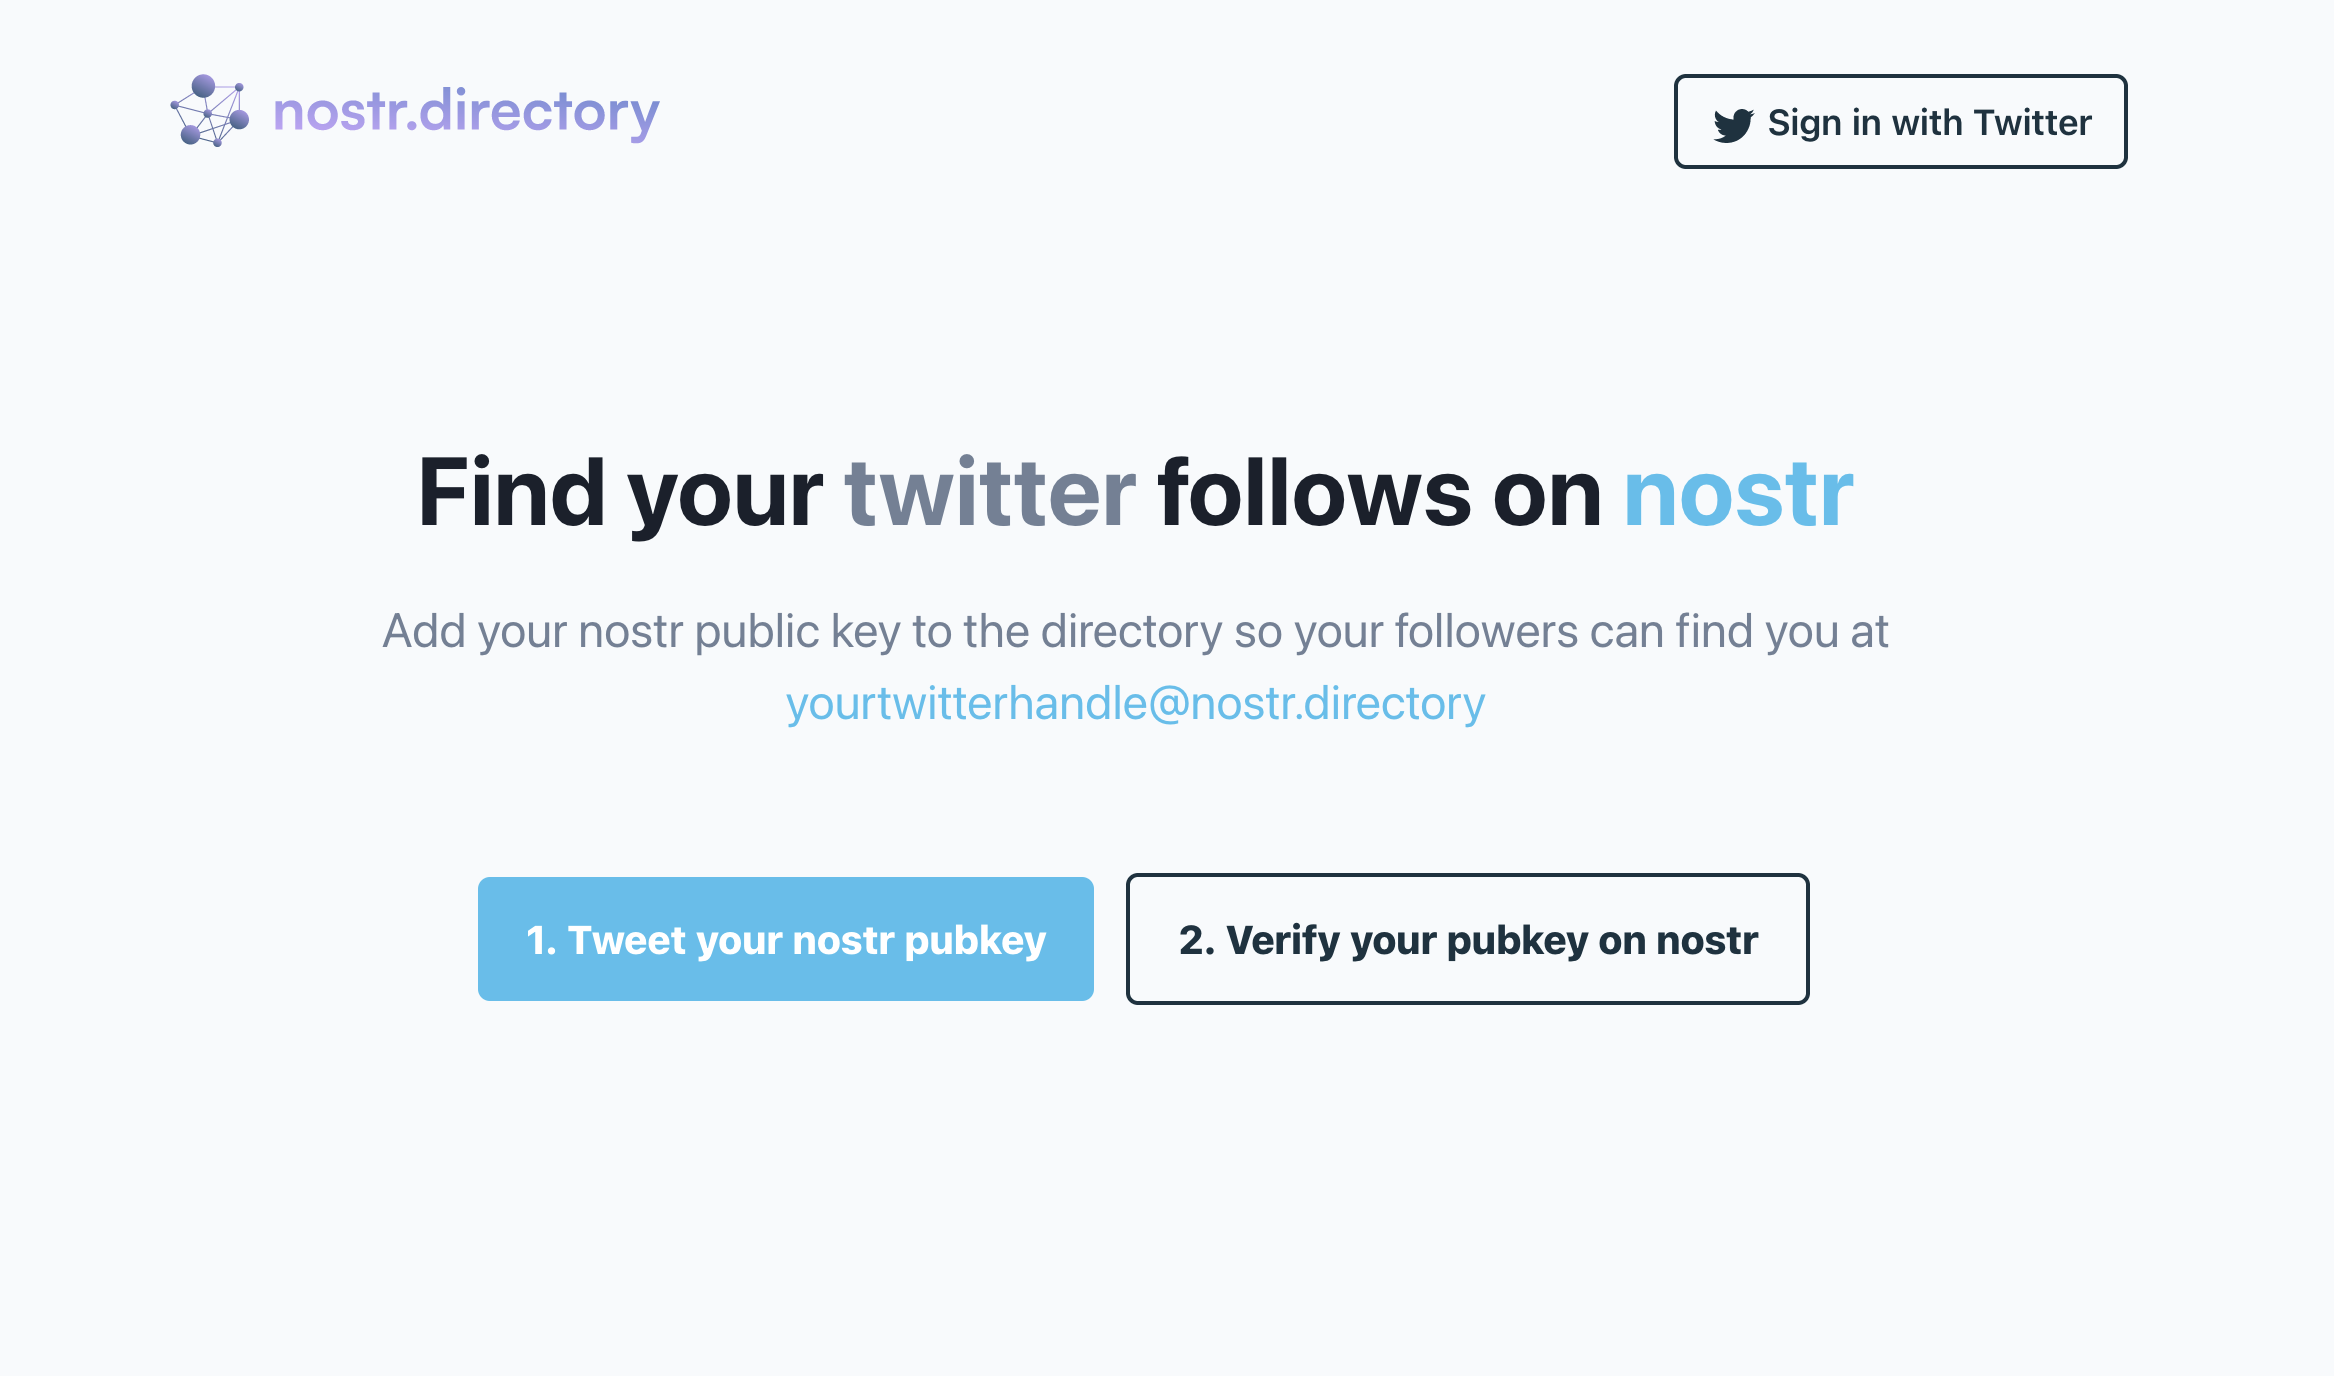 nostr.directory
Sign in with Twitter
Find your twitter follows on nostr
Add your nostr public key to the directory so your followers can find you at
yourtwitterhandle@nostr.directory
1. Tweet your nostr pubkey
2. Verify your pubkey on nostr